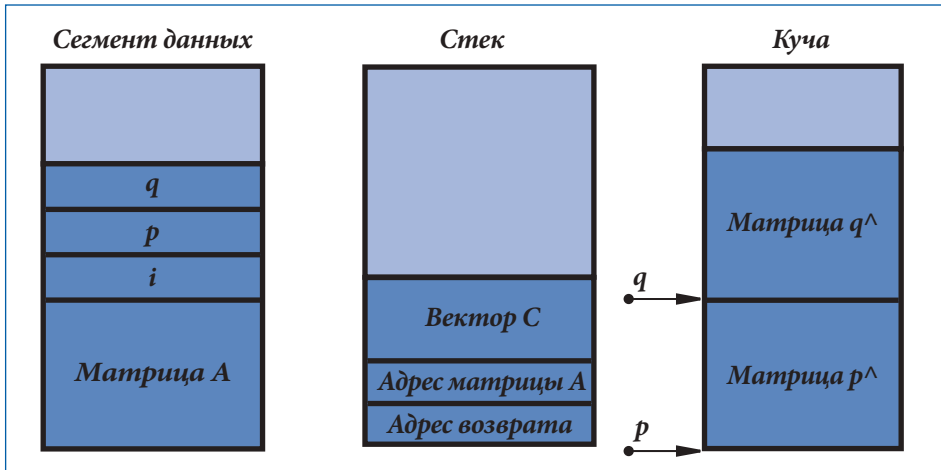 Сегмент данных
q
p
i
Матрица A
Стек
Вектор C
Адрес матрицы A
Адрес возврата
Куча
Матрица q^
Матрица p^
q
p